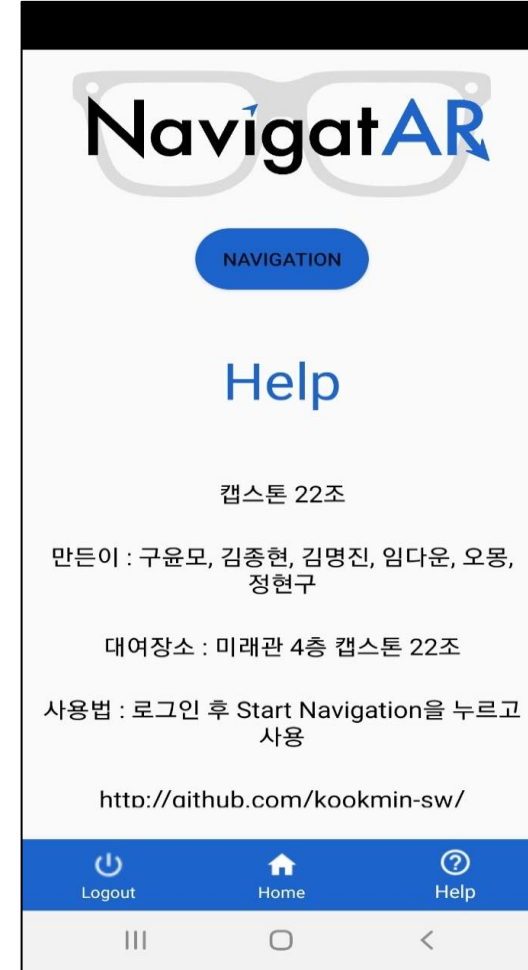 NavigatAR
NAVIGATION
Help
캡스톤 22조
만든이 : 구윤모, 김종현, 김명진, 임다운, 오몽,
정현구
대여장소 : 미래관 4층 캡스톤 22조
사용법 : 로그인 후 Start Navigation을 누르고
사용
http://github.com/kookmin-sw/
Logout Home Help